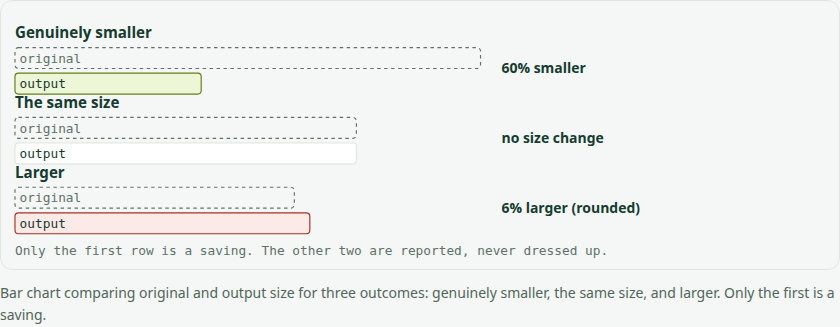 Genuinely smaller
original
60% smaller
output
The same size
original
no size change
output
Larger
original
6% larger (rounded)
output
Only the first row is a saving. The other two are reported, never dressed up.
Bar chart comparing original and output size for three outcomes: genuinely smaller, the same size, and larger. Only the first is a
saving.